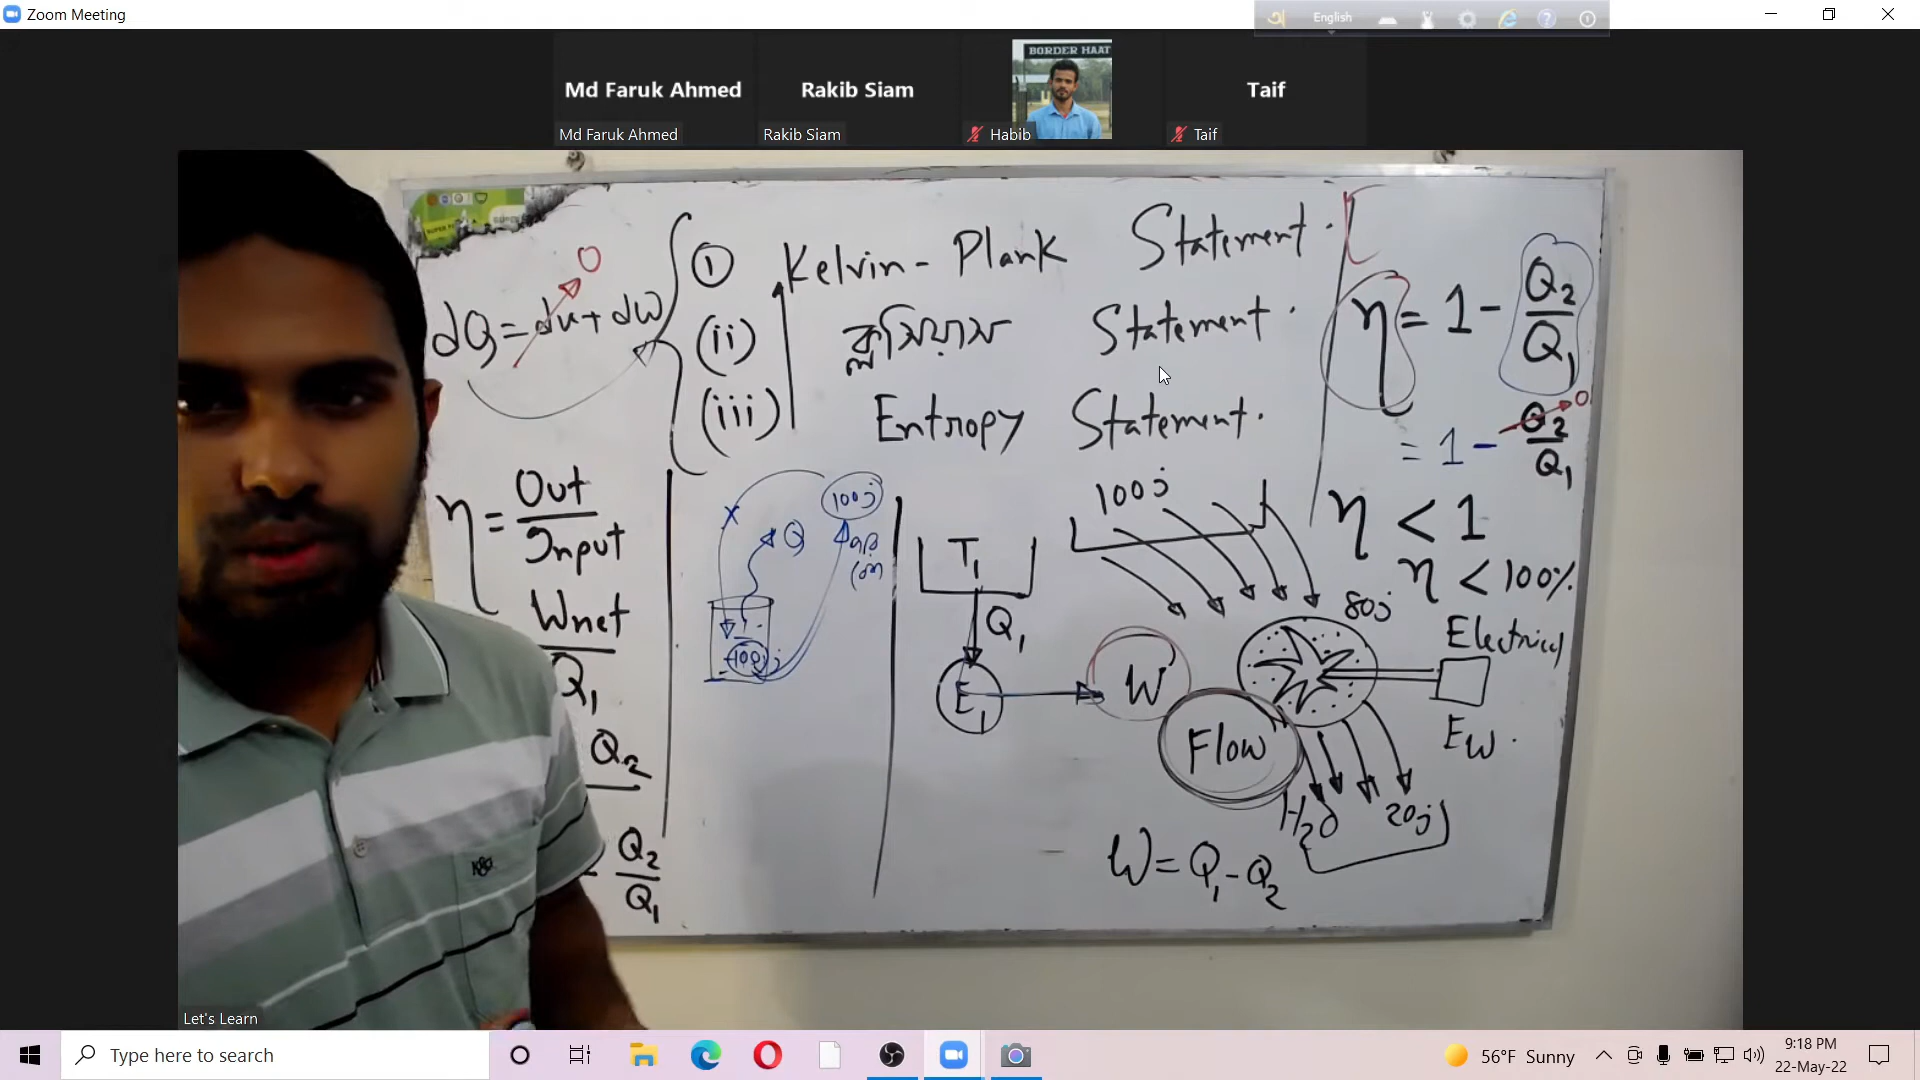 Zoom Meeting
English
BORDER HAAT
Md Faruk Ahmed
Rakib Siam
Taif
Md Faruk Ahmed
Rakib Siam
Habib
Taif
dQ = du + dw
0
① Kelvin - Plank Statement.
(ii) ক্লসিয়াস Statement.
(iii) Entropy Statement.
η = 1 - Q₂/Q₁
= 1 - Q₂/Q₁
0
η < 1
η < 100%
η = Out/Input
Wnet/Q₁
Q₂
Q₂/Q₁
100j
Q
T₁
Q₁
E₁
W
100j
80j
Electrical
EW.
Flow
H₂O 20j
W = Q₁ - Q₂
Let's Learn
Type here to search
56°F Sunny
9:18 PM
22-May-22